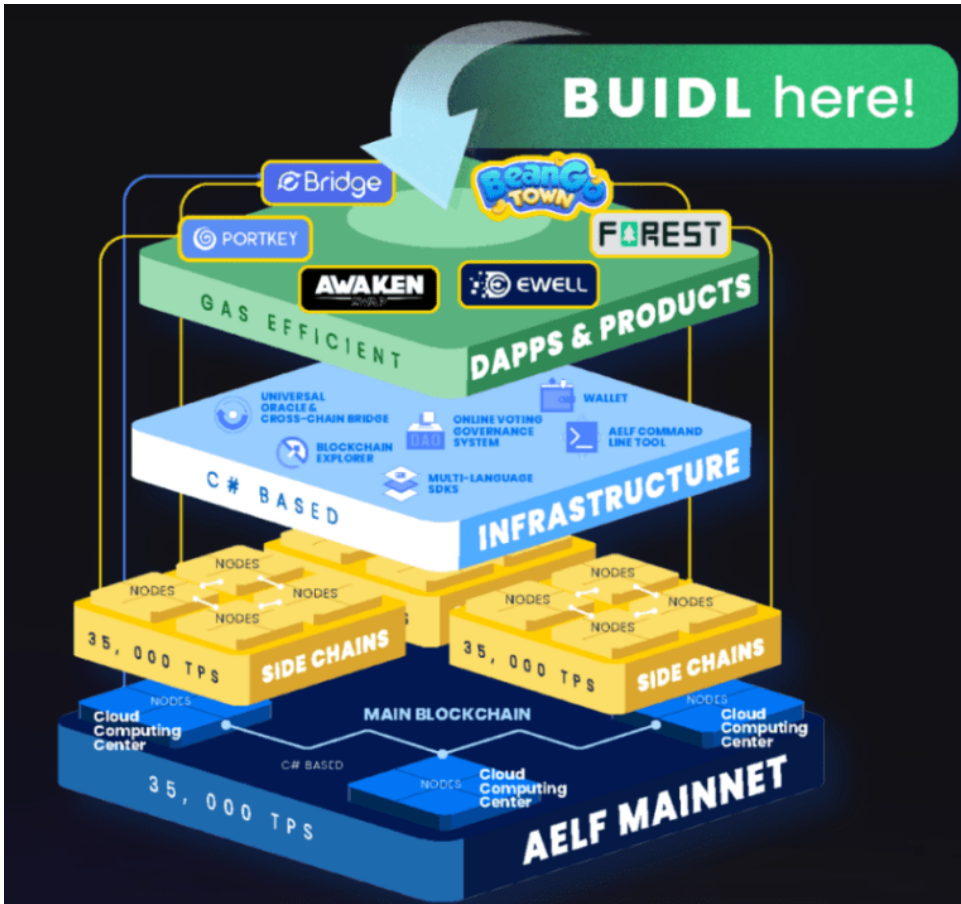 BUIDL here!
Bridge
BeanGo
TOWN
PORTKEY
FOREST
AWAKEN
SWAP
EWELL
GAS EFFICIENT
DAPPS & PRODUCTS
UNIVERSAL
ORACLE &
CROSS-CHAIN BRIDGE
WALLET
ONLINE VOTING
GOVERNANCE
SYSTEM
DAO
AELF COMMAND
LINE TOOL
BLOCKCHAIN
EXPLORER
MULTI-LANGUAGE
SDKS
C# BASED
INFRASTRUCTURE
NODES
NODES
NODES
NODES
35, 000 TPS
SIDE CHAINS
NODES
NODES
NODES
NODES
35, 000 TPS
SIDE CHAINS
NODES
Cloud
Computing
Center
MAIN BLOCKCHAIN
NODES
Cloud
Computing
Center
C# BASED
NODES
Cloud
Computing
Center
35, 000 TPS
AELF MAINNET